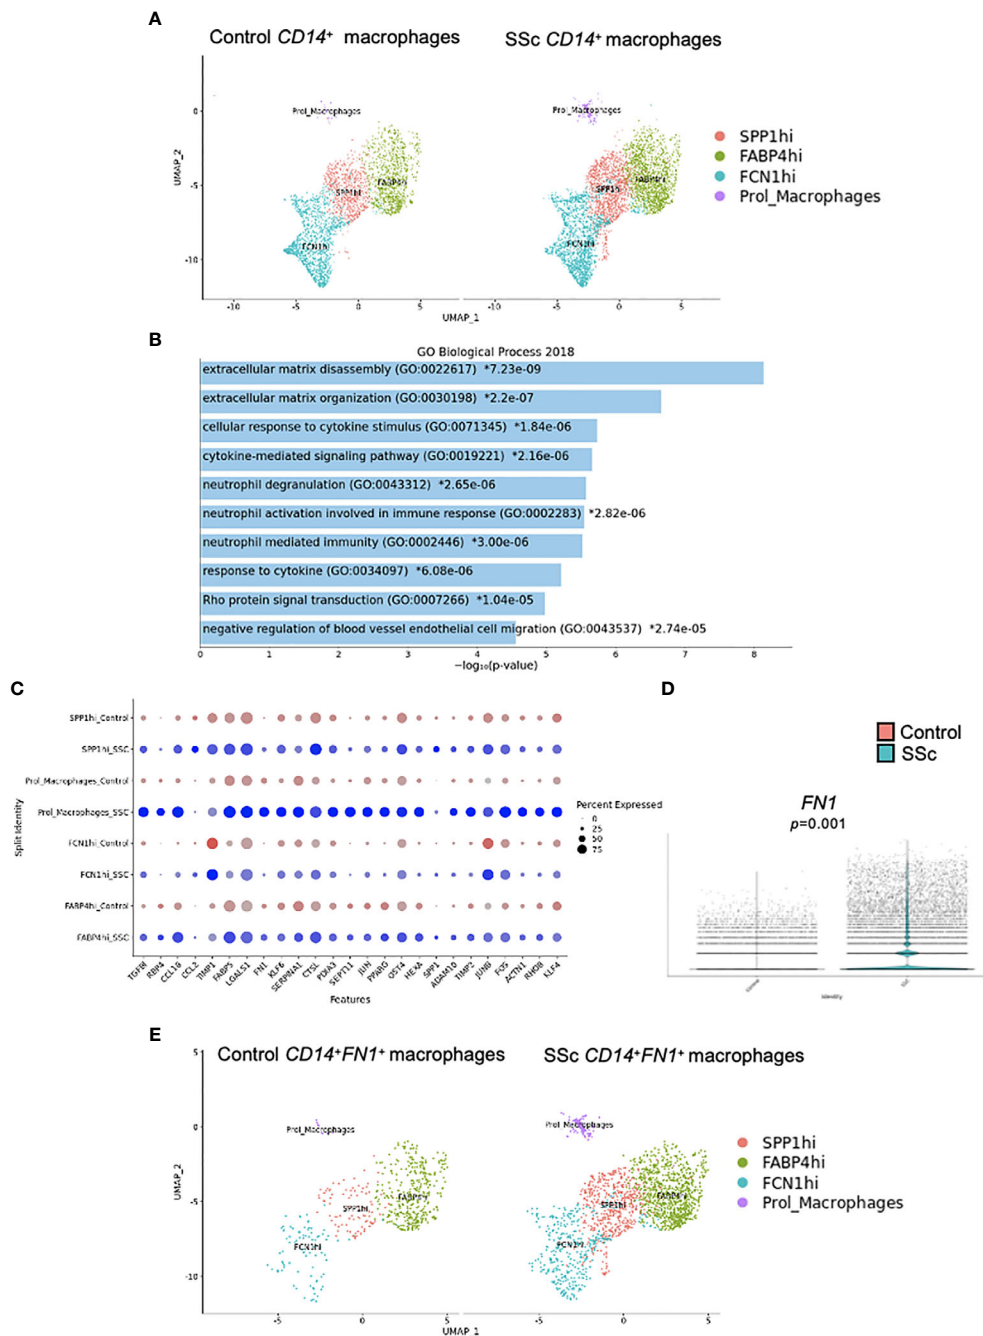 A
Control CD14+ macrophages
SSc CD14+ macrophages
Prol_Macrophages
SPP1hi
FABP4hi
FCN1hi
Prol_Macrophages
SPP1hi
FABP4hi
FCN1hi
SPP1hi
FABP4hi
FCN1hi
Prol_Macrophages
UMAP_2
0
-5
-10
-10
-5
0
5
-10
-5
0
5
UMAP_1
B
GO Biological Process 2018
extracellular matrix disassembly (GO:0022617) *7.23e-09
extracellular matrix organization (GO:0030198) *2.2e-07
cellular response to cytokine stimulus (GO:0071345) *1.84e-06
cytokine-mediated signaling pathway (GO:0019221) *2.16e-06
neutrophil degranulation (GO:0043312) *2.65e-06
neutrophil activation involved in immune response (GO:0002283) *2.82e-06
neutrophil mediated immunity (GO:0002446) *3.00e-06
response to cytokine (GO:0034097) *6.08e-06
Rho protein signal transduction (GO:0007266) *1.04e-05
negative regulation of blood vessel endothelial cell migration (GO:0043537) *2.74e-05
0 1 2 3 4 5 6 7 8
−log₁₀(p-value)
C
Split Identity
SPP1hi_Control
SPP1hi_SSC
Prol_Macrophages_Control
Prol_Macrophages_SSC
FCN1hi_Control
FCN1hi_SSC
FABP4hi_Control
FABP4hi_SSC
RBP4 CCL18 CCL2 TIMP1 FABP5 LGALS1 FN1 KLF6 SERPINA1 CTSL PDIA3 SEPT11 JUN PPARG OST4 HEXA SPP1 ADAM10 TIMP2 JUNB FOS ACTN1 RHOB KLF4
Features
Percent Expressed
0
25
50
75
D
Control
SSc
FN1
p=0.001
Control
SSc
Identity
E
Control CD14+FN1+ macrophages
SSc CD14+FN1+ macrophages
Prol_Macrophages
SPP1hi
FABP4hi
FCN1hi
Prol_Macrophages
SPP1hi
FABP4hi
FCN1hi
SPP1hi
FABP4hi
FCN1hi
Prol_Macrophages
UMAP_2
5
0
-5
-10
-5
0
5
-5
0
5
UMAP_1